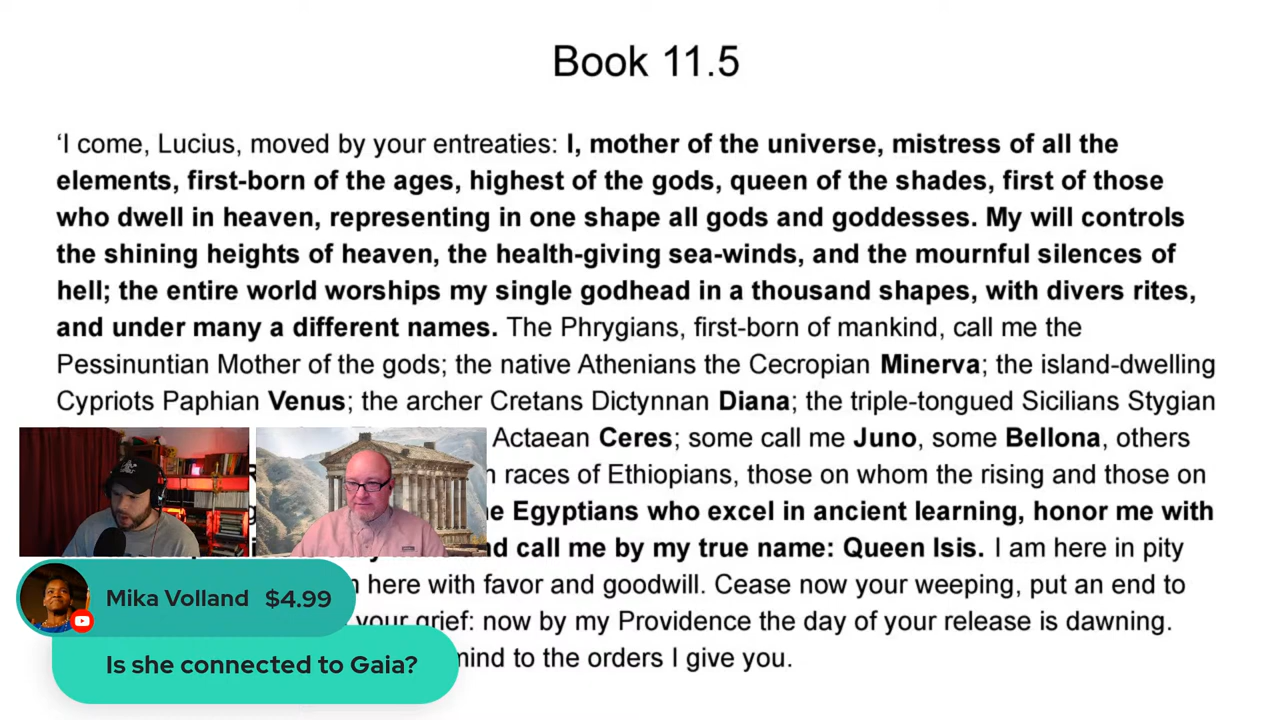 Book 11.5
‘I come, Lucius, moved by your entreaties: I, mother of the universe, mistress of all the
elements, first-born of the ages, highest of the gods, queen of the shades, first of those
who dwell in heaven, representing in one shape all gods and goddesses. My will controls
the shining heights of heaven, the health-giving sea-winds, and the mournful silences of
hell; the entire world worships my single godhead in a thousand shapes, with divers rites,
and under many a different names. The Phrygians, first-born of mankind, call me the
Pessinuntian Mother of the gods; the native Athenians the Cecropian Minerva; the island-dwelling
Cypriots Paphian Venus; the archer Cretans Dictynnan Diana; the triple-tongued Sicilians Stygian
Actaean Ceres; some call me Juno, some Bellona, others
races of Ethiopians, those on whom the rising and those on
Egyptians who excel in ancient learning, honor me with
call me by my true name: Queen Isis. I am here in pity
here with favor and goodwill. Cease now your weeping, put an end to
your grief: now by my Providence the day of your release is dawning.
to the orders I give you.
Mika Volland $4.99
Is she connected to Gaia?